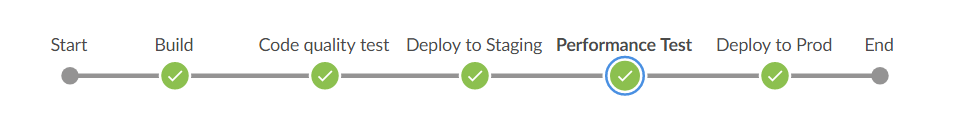 Start Build Code quality test Deploy to Staging Performance Test Deploy to Prod End